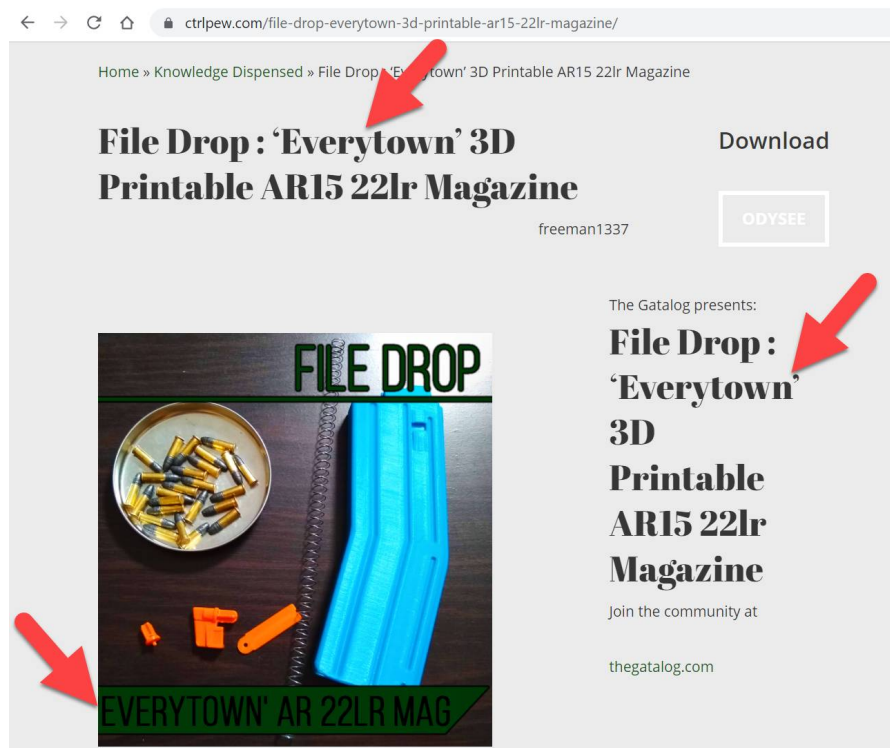 ctrlpew.com/file-drop-everytown-3d-printable-ar15-22lr-magazine/
Home » Knowledge Dispensed » File Drop : ‘Everytown’ 3D Printable AR15 22lr Magazine
File Drop : ‘Everytown’ 3D
Printable AR15 22lr Magazine
freeman1337
Download
ODYSEE
FILE DROP
EVERYTOWN' AR 22LR MAG
The Gatalog presents:
File Drop :
‘Everytown’
3D
Printable
AR15 22lr
Magazine
Join the community at
thegatalog.com